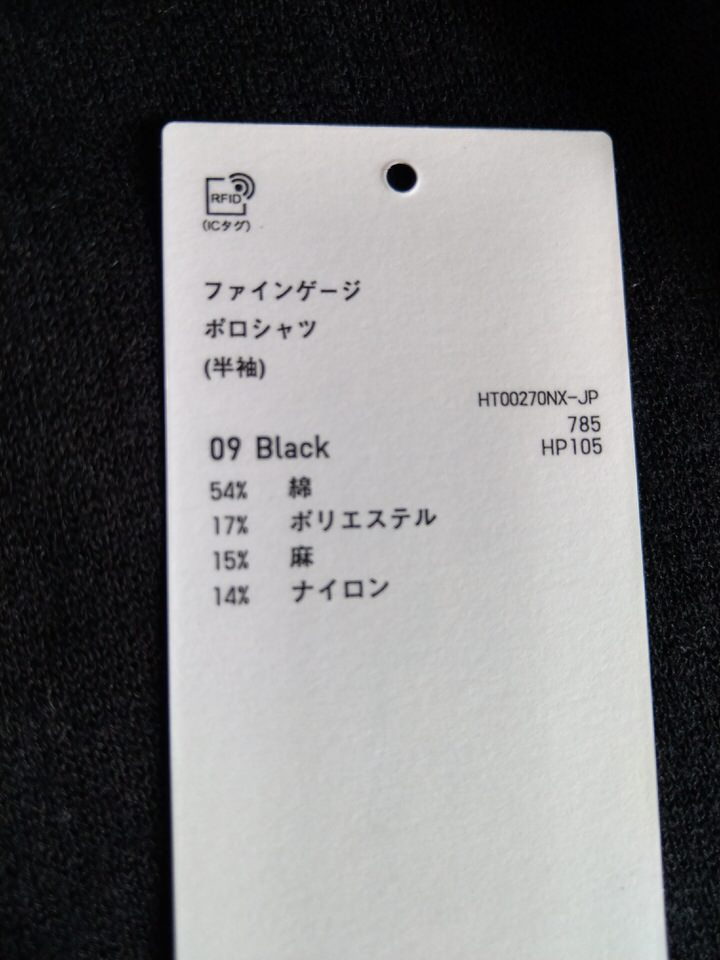 RFID
(ICタグ)
ファインゲージ
ポロシャツ
(半袖)
HT00270NX-JP
785
HP105
09 Black
54% 綿
17% ポリエステル
15% 麻
14% ナイロン